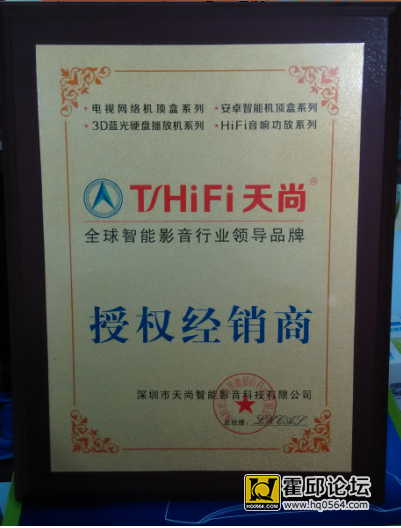 · 电视网络机顶盒系列 · 安卓智能机顶盒系列
· 3D蓝光硬盘播放机系列 · HiFi音响功放系列
TSHiFi天尚®
全球智能影音行业领导品牌
授权经销商
深圳市天尚智能影音科技有限公司
总经理:
HQ0564.COM
霍邱论坛
www.hq0564.com